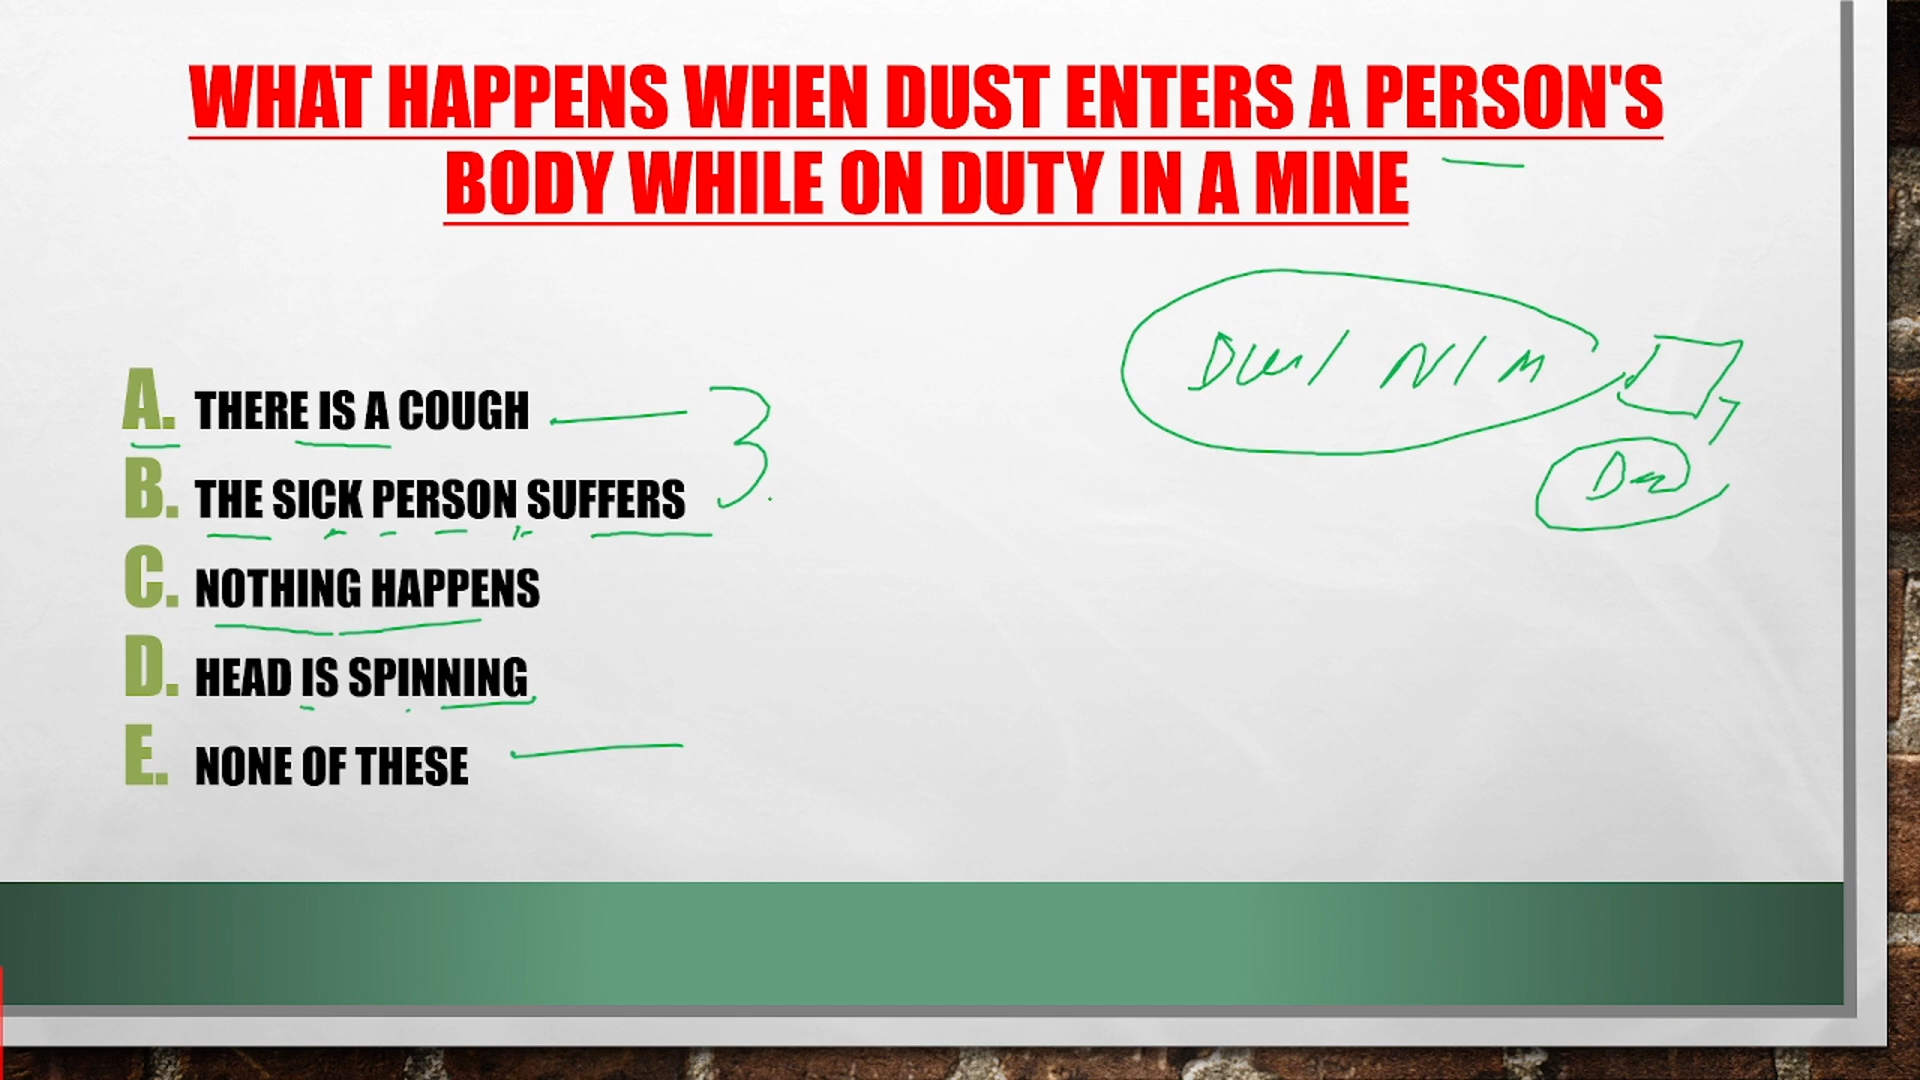 WHAT HAPPENS WHEN DUST ENTERS A PERSON'S
BODY WHILE ON DUTY IN A MINE
A. THERE IS A COUGH
B. THE SICK PERSON SUFFERS
C. NOTHING HAPPENS
D. HEAD IS SPINNING
E. NONE OF THESE